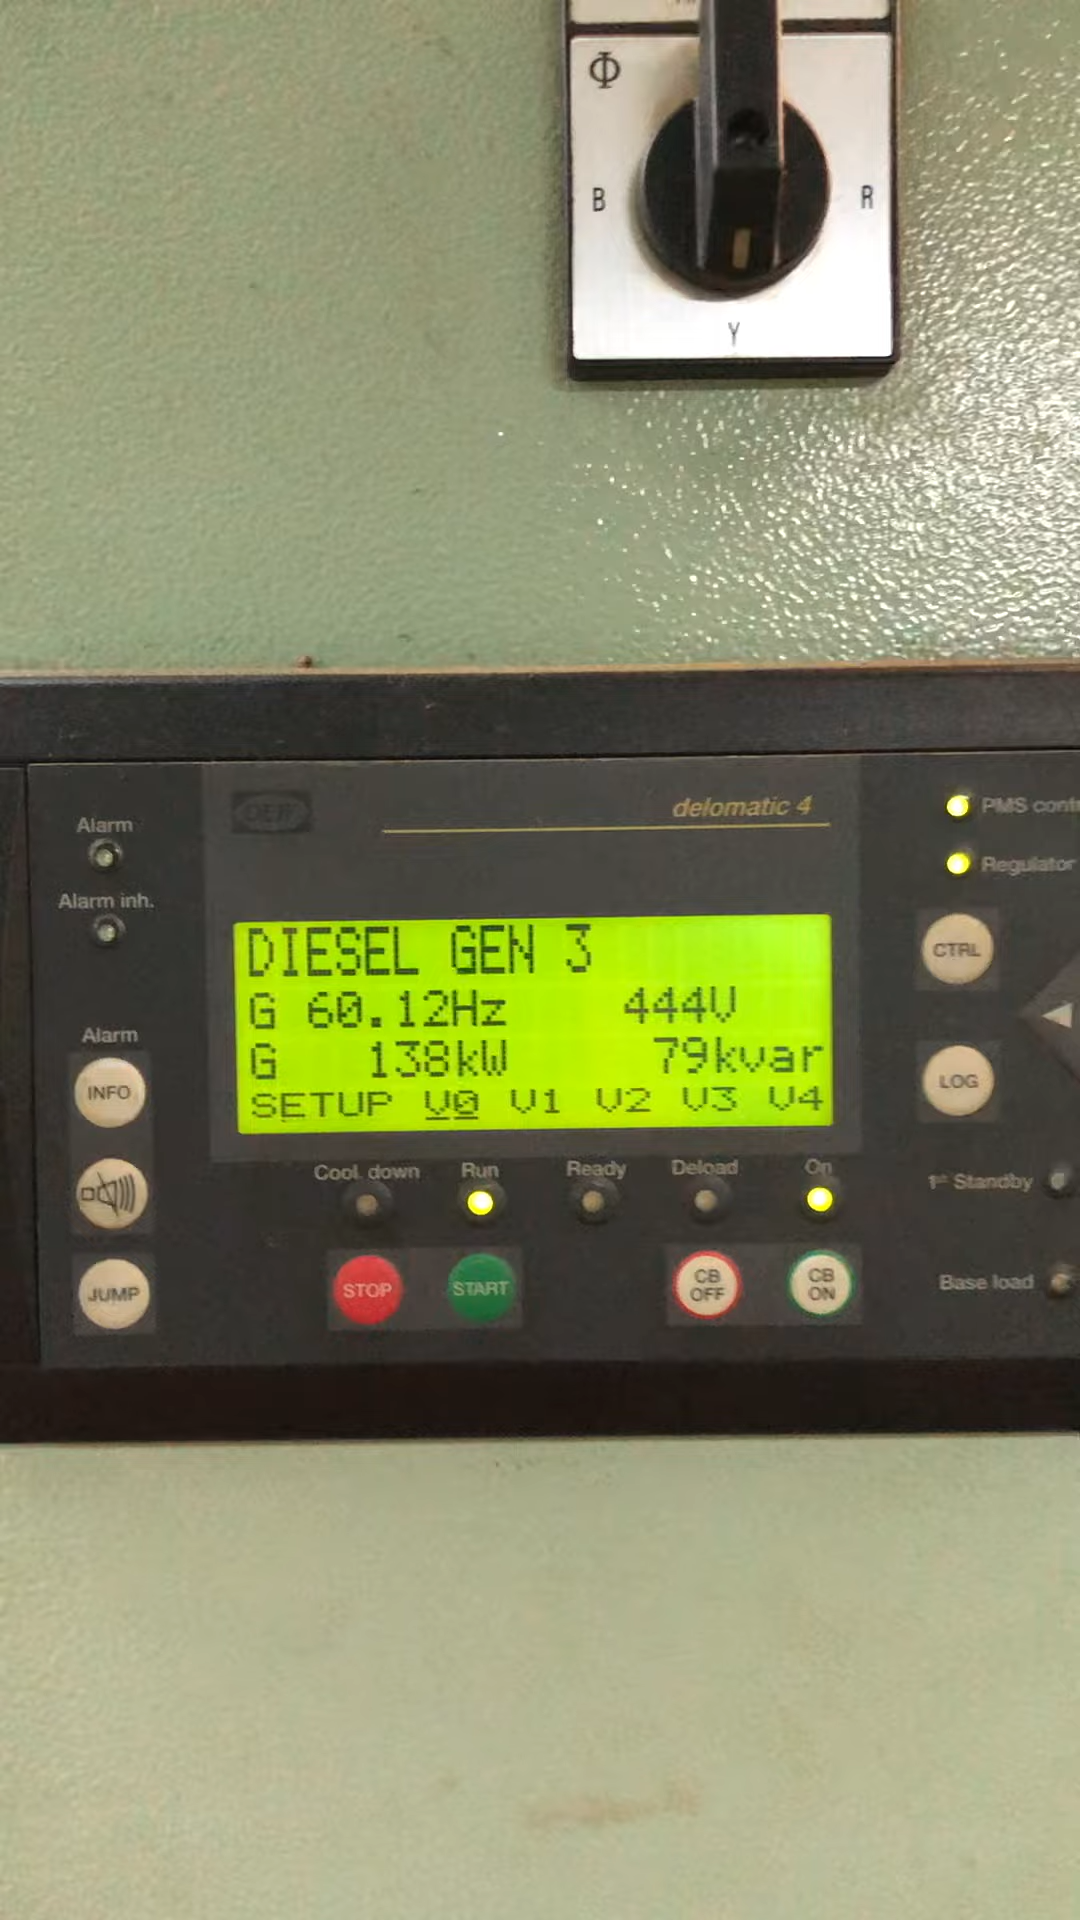 Φ
B
R
Y
DEIF
delomatic 4
Alarm
Alarm inh.
PMS
Regulator
DIESEL GEN 3
G 60.12Hz 444V
G 138kW 79kvar
SETUP V0 V1 V2 V3 V4
Alarm
INFO
JUMP
CTRL
LOG
Cool. down
Run
Ready
Deload
On
1st Standby
STOP
START
CB OFF
CB ON
Base load